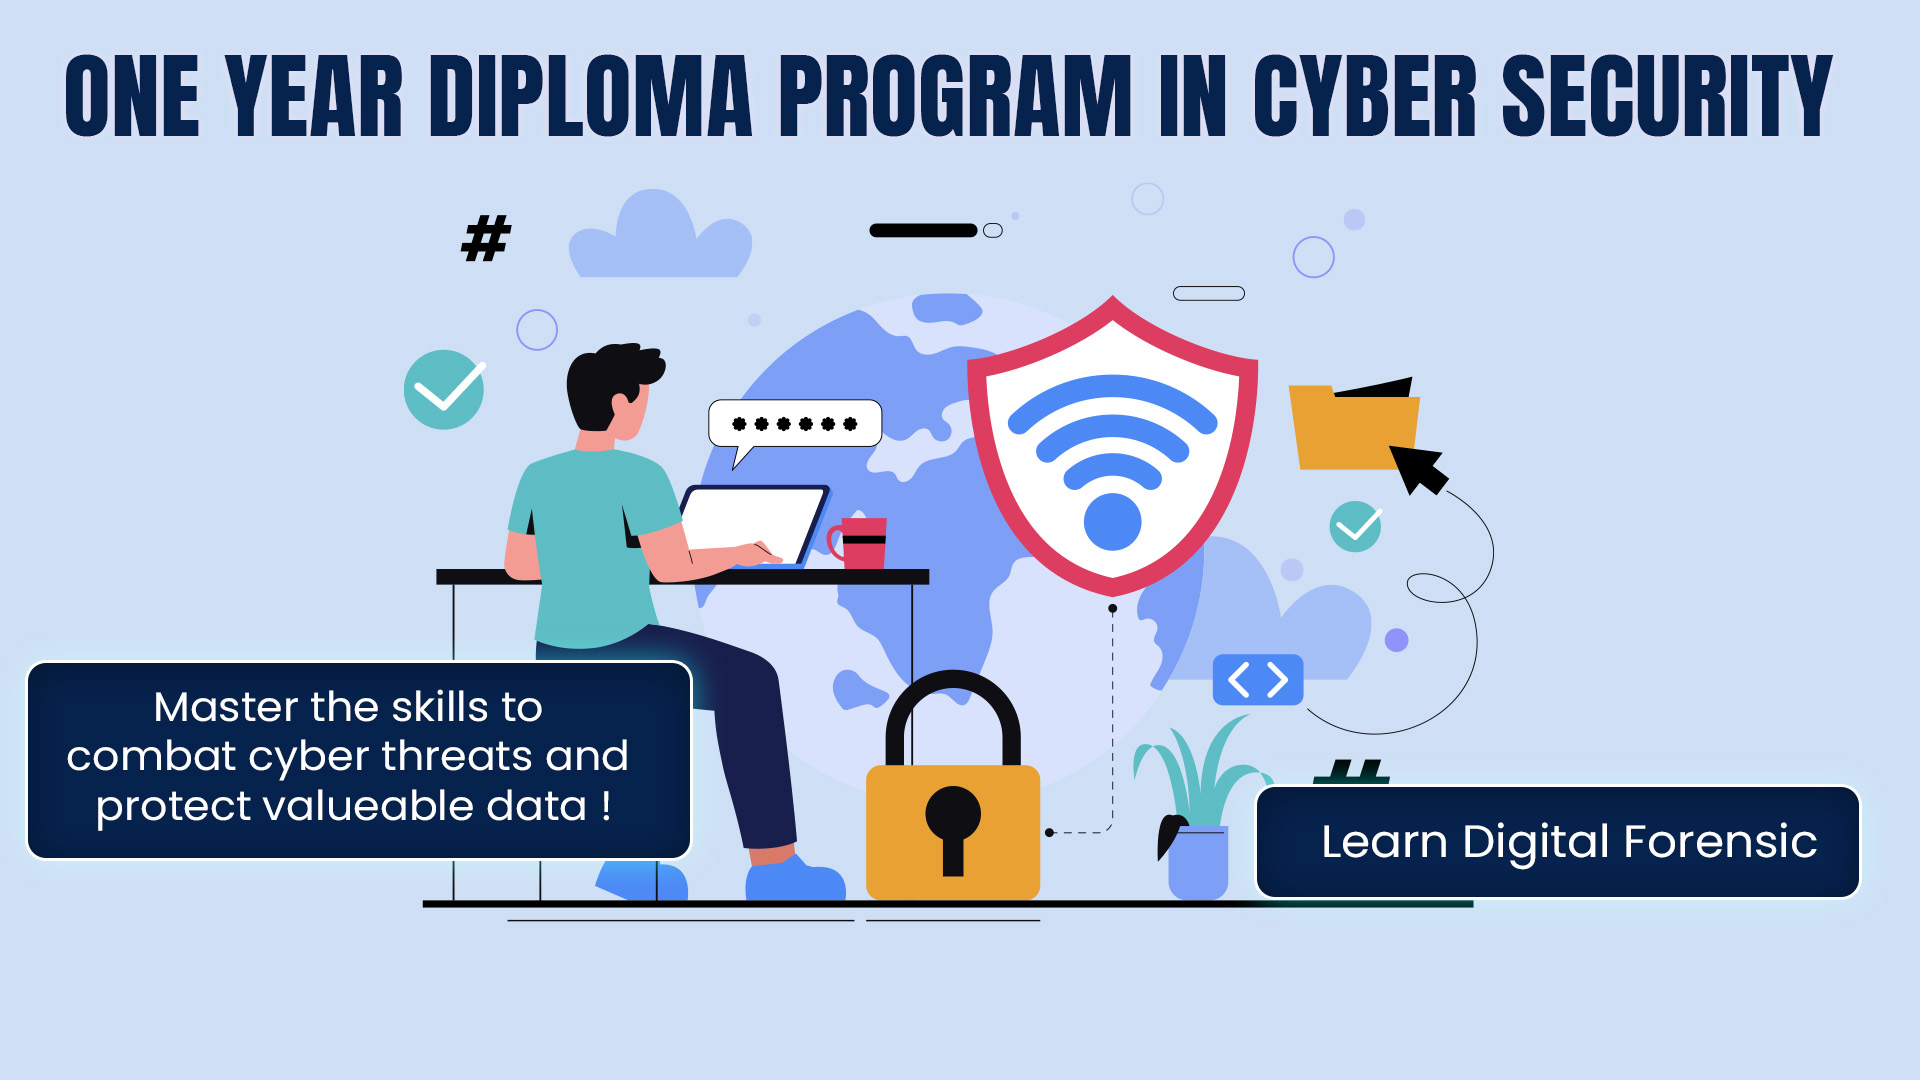 ONE YEAR DIPLOMA PROGRAM IN CYBER SECURITY
#
******
< >
#
Master the skills to
combat cyber threats and
protect valueable data !
Learn Digital Forensic